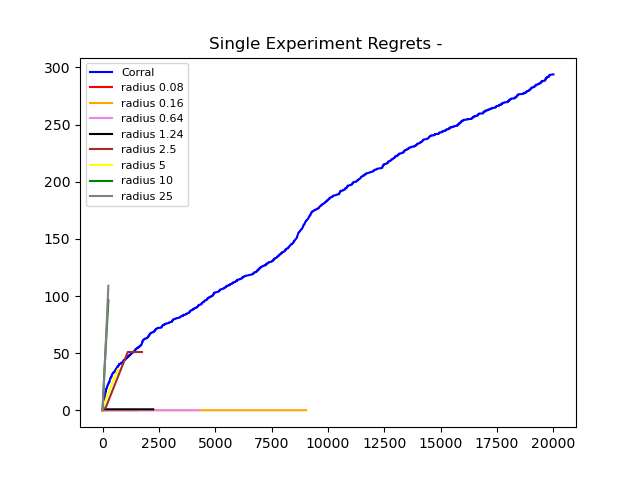 Single Experiment Regrets -
300
250
200
150
100
50
0
Corral
radius 0.08
radius 0.16
radius 0.64
radius 1.24
radius 2.5
radius 5
radius 10
radius 25
0 2500 5000 7500 10000 12500 15000 17500 20000